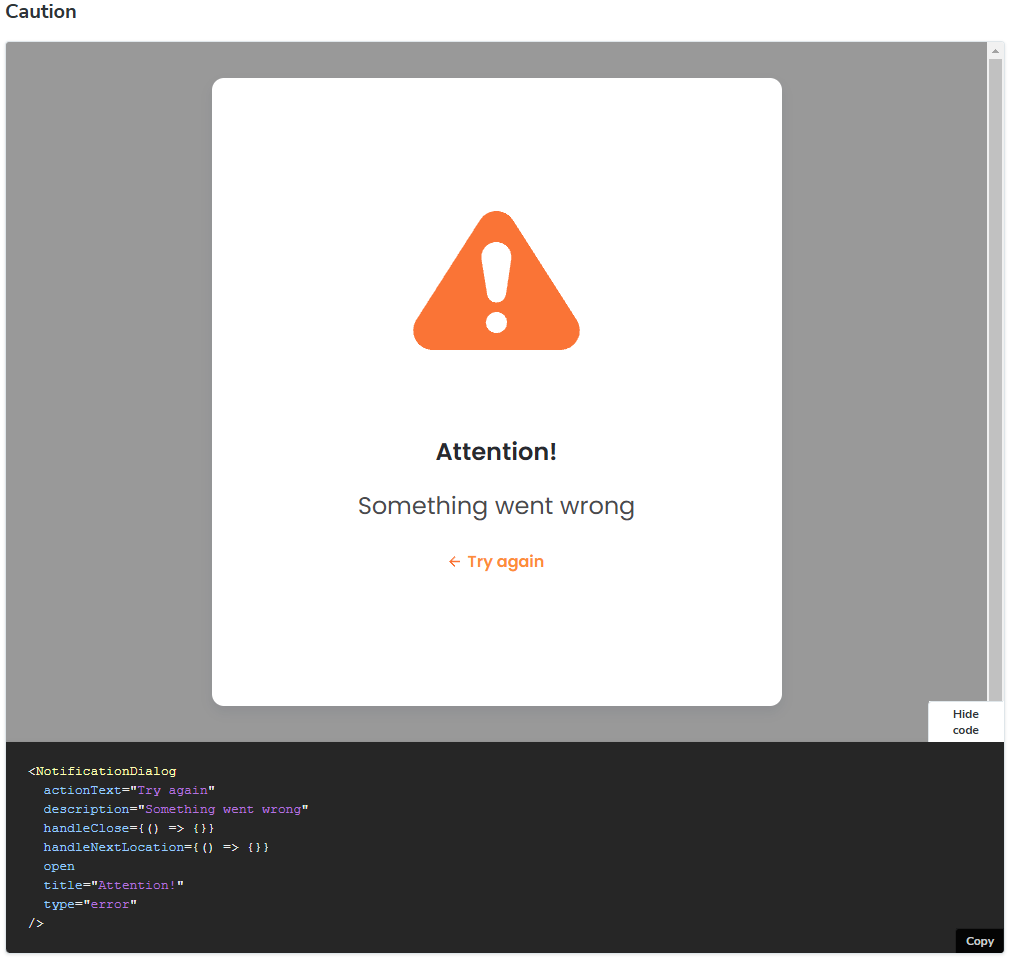 Caution
Attention!
Something went wrong
← Try again
Hide
code
<NotificationDialog
  actionText="Try again"
  description="Something went wrong"
  handleClose={() => {}}
  handleNextLocation={() => {}}
  open
  title="Attention!"
  type="error"
/>
Copy